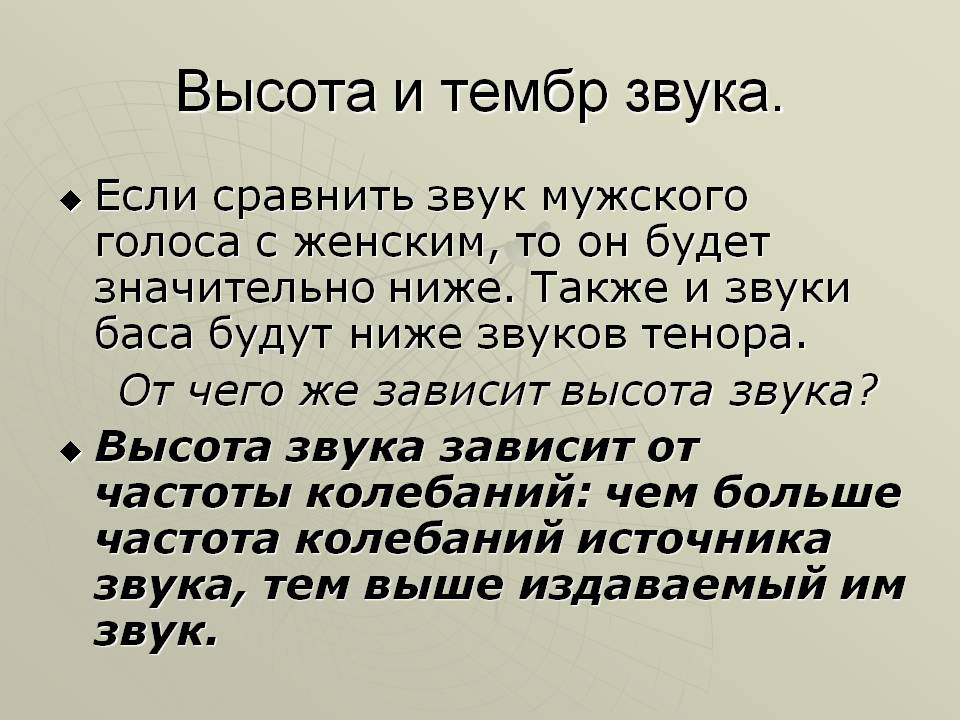 Высота и тембр звука.
Если сравнить звук мужского
голоса с женским, то он будет
значительно ниже. Также и звуки
баса будут ниже звуков тенора.
От чего же зависит высота звука?
Высота звука зависит от
частоты колебаний: чем больше
частота колебаний источника
звука, тем выше издаваемый им
звук.